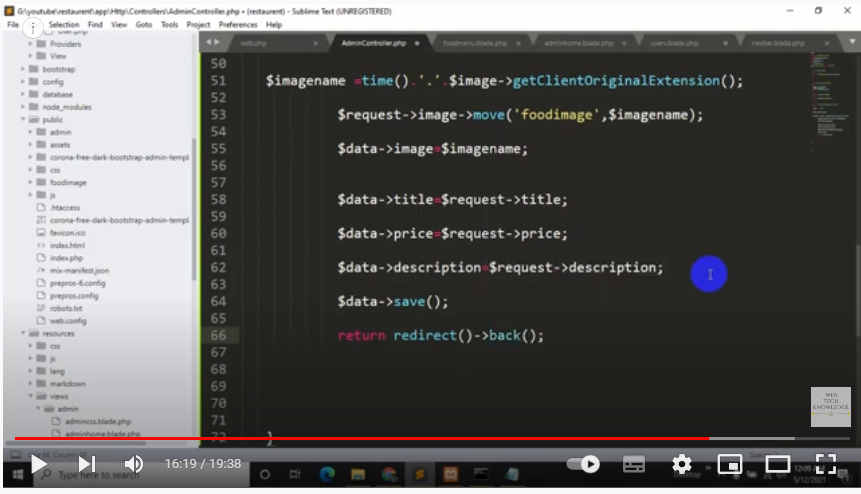 G:\youtube\restaurent\app\Http\Controllers\AdminController.php • (restaurent) - Sublime Text (UNREGISTERED)
File Selection Find View Goto Tools Project Preferences Help
web.php AdminController.php foodmenu.blade.php adminhome.blade.php users.blade.php navbar.blade.php
Providers
View
bootstrap
config
database
node_modules
public
admin
assets
corona-free-dark-bootstrap-admin-templ
css
foodimage
js
.htaccess
corona-free-dark-bootstrap-admin-templ
favicon.ico
index.html
index.php
mix-manifest.json
prepros-6.config
prepros.config
robots.txt
web.config
resources
css
js
lang
markdown
views
admin
admincss.blade.php
adminhome.blade.php
50
51 $imagename =time().'.'.$image->getClientOriginalExtension();
52
53 $request->image->move('foodimage',$imagename);
54
55 $data->image=$imagename;
56
57
58 $data->title=$request->title;
59
60 $data->price=$request->price;
61
62 $data->description=$request->description;
63
64 $data->save();
65
66 return redirect()->back();
67
68
69
70
71
72 }
WEB
TECH
KNOWLEDGE
16:19 / 19:38
Type here to search
Desktop
5/12/2021